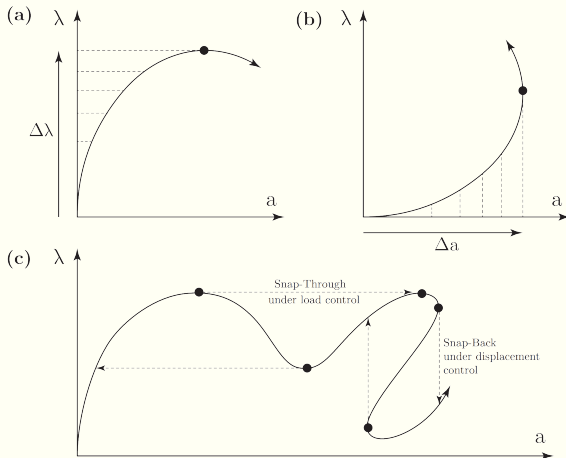 (a)
λ
Δλ
a
(b)
λ
a
Δa
(c)
λ
Snap-Through
under load control
Snap-Back
under displacement
control
a